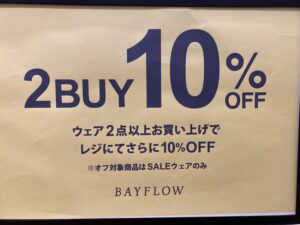 2BUY10%OFF
ウェア2点以上お買い上げで
レジにてさらに10%OFF
※オフ対象商品はSALEウェアのみ
BAYFLOW